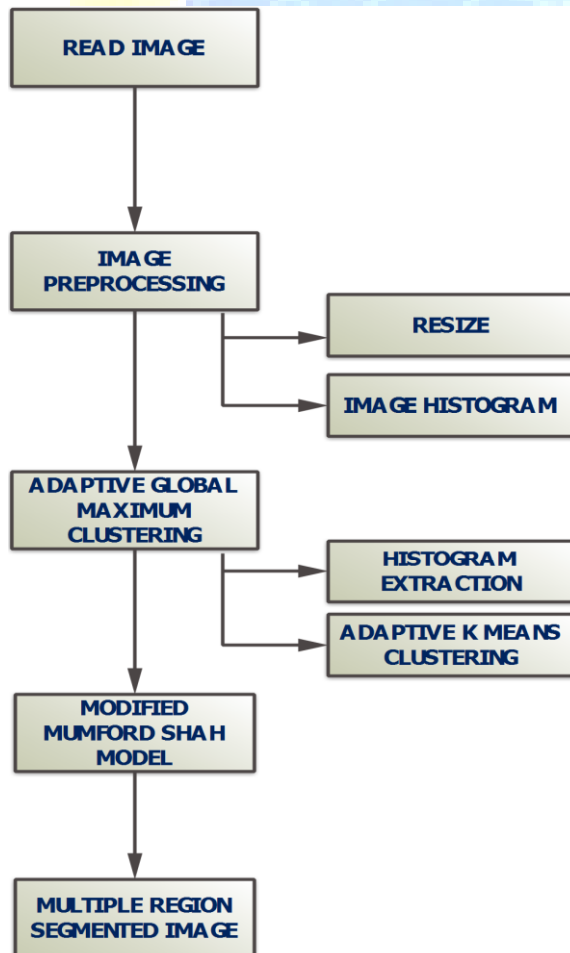 READ IMAGE
IMAGE
PREPROCESSING
RESIZE
IMAGE HISTOGRAM
ADAPTIVE GLOBAL
MAXIMUM
CLUSTERING
HISTOGRAM
EXTRACTION
ADAPTIVE K MEANS
CLUSTERING
MODIFIED
MUMFORD SHAH
MODEL
MULTIPLE REGION
SEGMENTED IMAGE